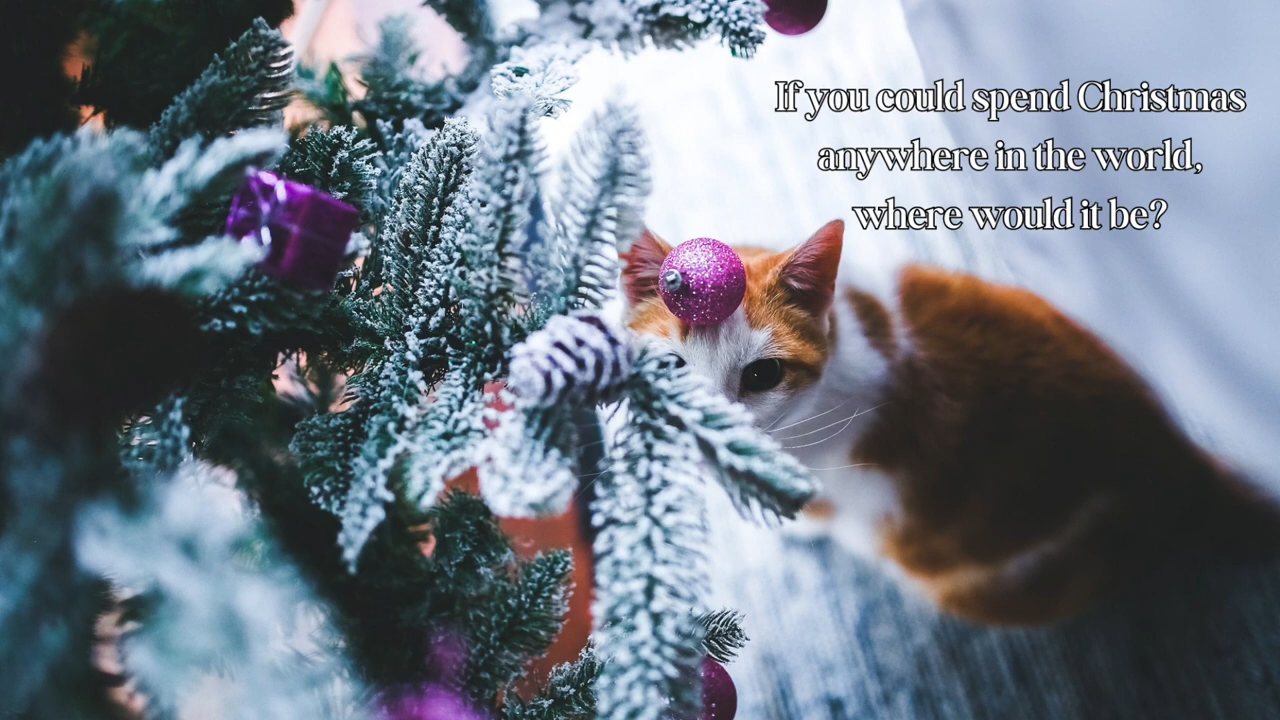 If you could spend Christmas
anywhere in the world,
where would it be?